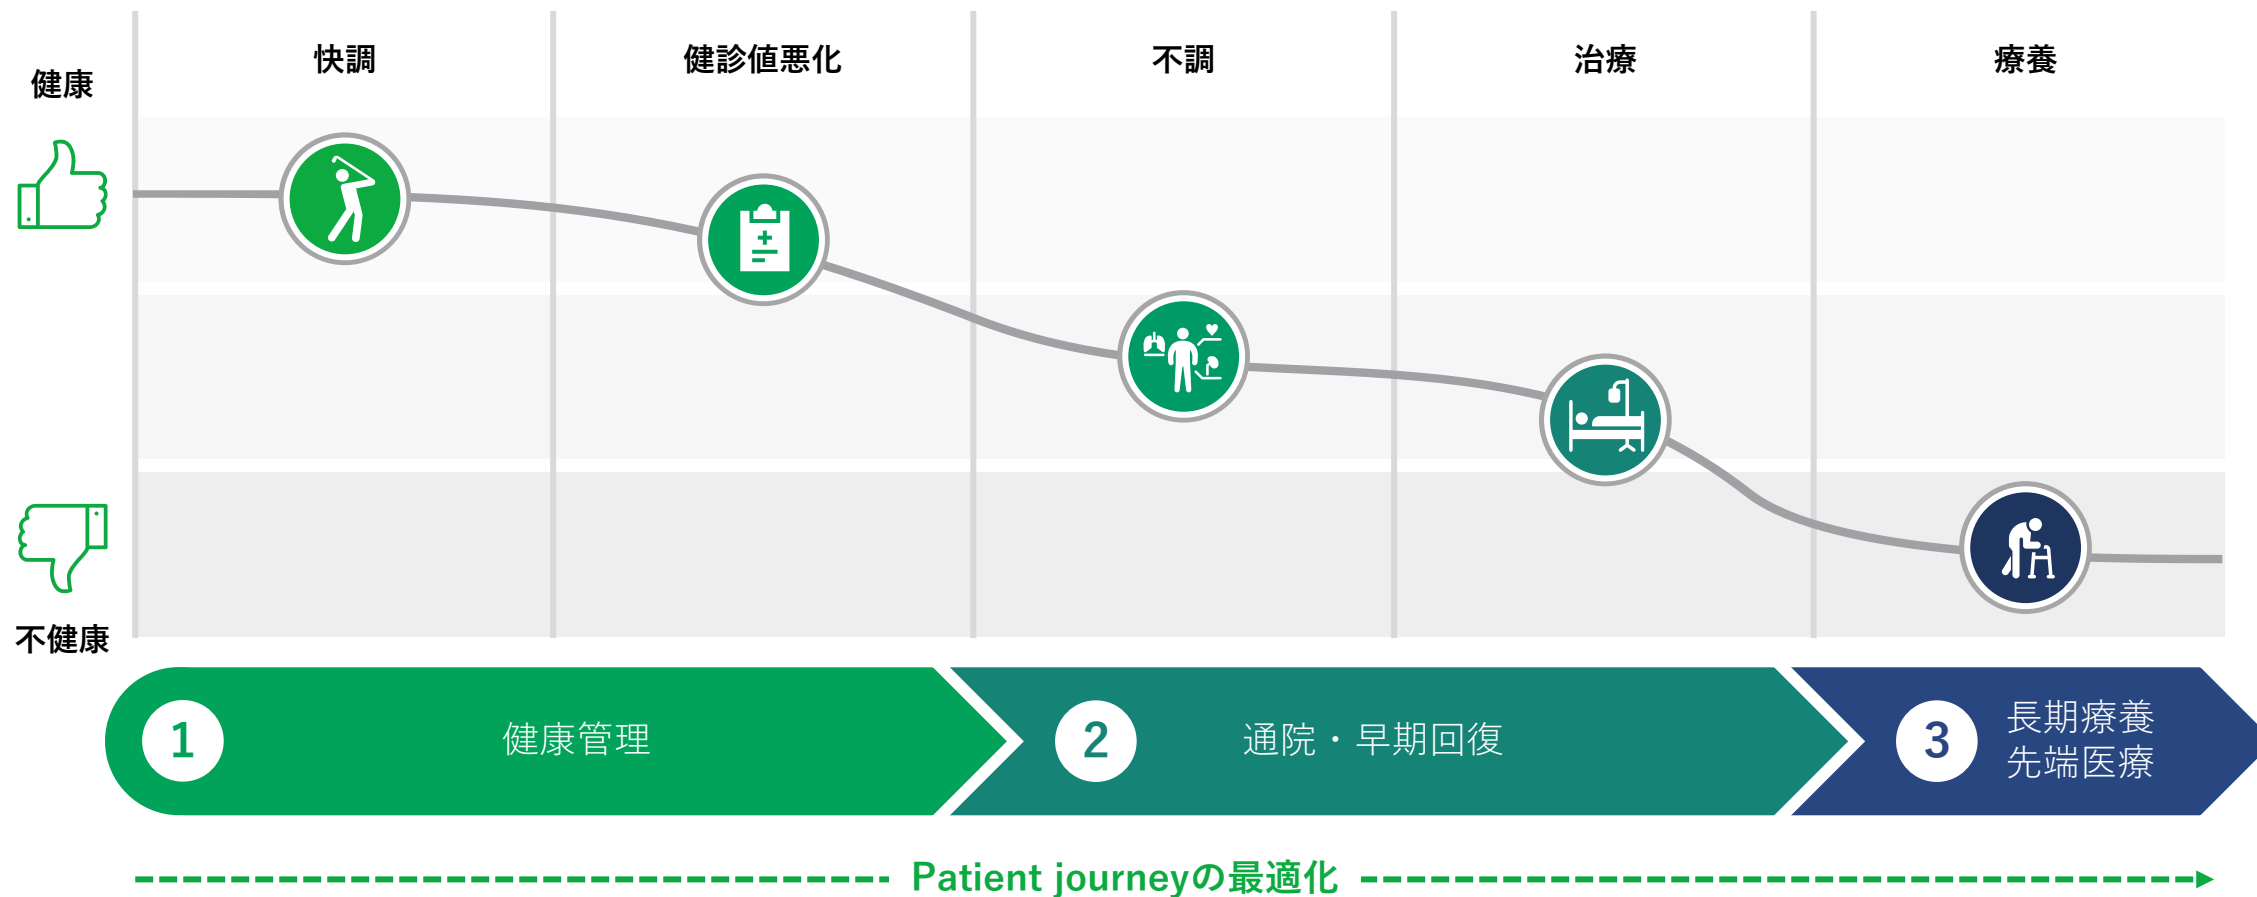 快調
健診値悪化
不調
治療
療養
健康
不健康
1
健康管理
2
通院・早期回復
3
長期療養
先端医療
Patient journeyの最適化